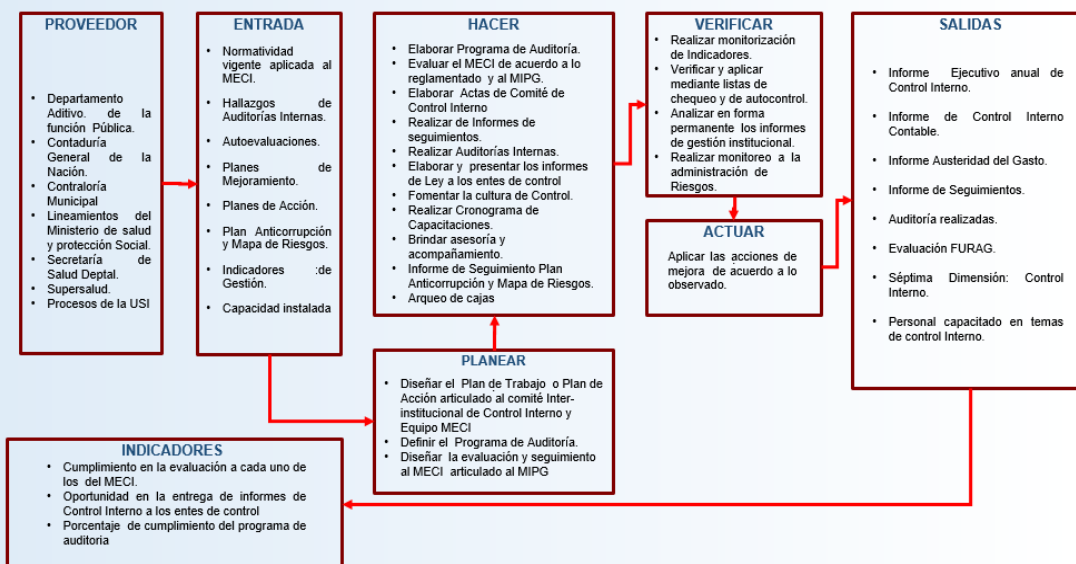 PROVEEDOR
• Departamento
Aditivo. de la
función Pública.
• Contaduría
General de la
Nación.
• Contraloría
Municipal
• Lineamientos del
Ministerio de salud
y protección Social.
• Secretaría de
Salud Deptal.
• Supersalud.
• Procesos de la USI
ENTRADA
• Normatividad
vigente aplicada al
MECI.
• Hallazgos de
Auditorías Internas.
• Autoevaluaciones.
• Planes de
Mejoramiento.
• Planes de Acción.
• Plan Anticorrupción
y Mapa de Riesgos.
• Indicadores :de
Gestión.
• Capacidad instalada
HACER
• Elaborar Programa de Auditoría.
• Evaluar el MECI de acuerdo a lo
reglamentado y al MIPG.
• Elaborar Actas de Comité de
Control Interno
• Realizar de Informes de
seguimientos.
• Realizar Auditorías Internas.
• Elaborar y presentar los informes
de Ley a los entes de control
• Fomentar la cultura de Control.
• Realizar Cronograma de
Capacitaciones.
• Brindar asesoría y
acompañamiento.
• Informe de Seguimiento Plan
Anticorrupción y Mapa de Riesgos.
• Arqueo de cajas
VERIFICAR
• Realizar monitorización
de Indicadores.
• Verificar y aplicar
mediante listas de
chequeo y de autocontrol.
• Analizar en forma
permanente los informes
de gestión institucional.
• Realizar monitoreo a la
administración de
Riesgos.
ACTUAR
Aplicar las acciones de
mejora de acuerdo a lo
observado.
SALIDAS
• Informe Ejecutivo anual de
Control Interno.
• Informe de Control Interno
Contable.
• Informe Austeridad del Gasto.
• Informe de Seguimientos.
• Auditoría realizadas.
• Evaluación FURAG.
• Séptima Dimensión: Control
Interno.
• Personal capacitado en temas
de control Interno.
PLANEAR
• Diseñar el Plan de Trabajo o Plan de
Acción articulado al comité Inter-
institucional de Control Interno y
Equipo MECI
• Definir el Programa de Auditoría.
• Diseñar la evaluación y seguimiento
al MECI articulado al MIPG
INDICADORES
• Cumplimiento en la evaluación a cada uno de
los del MECI.
• Oportunidad en la entrega de informes de
Control Interno a los entes de control
• Porcentaje de cumplimiento del programa de
auditoria